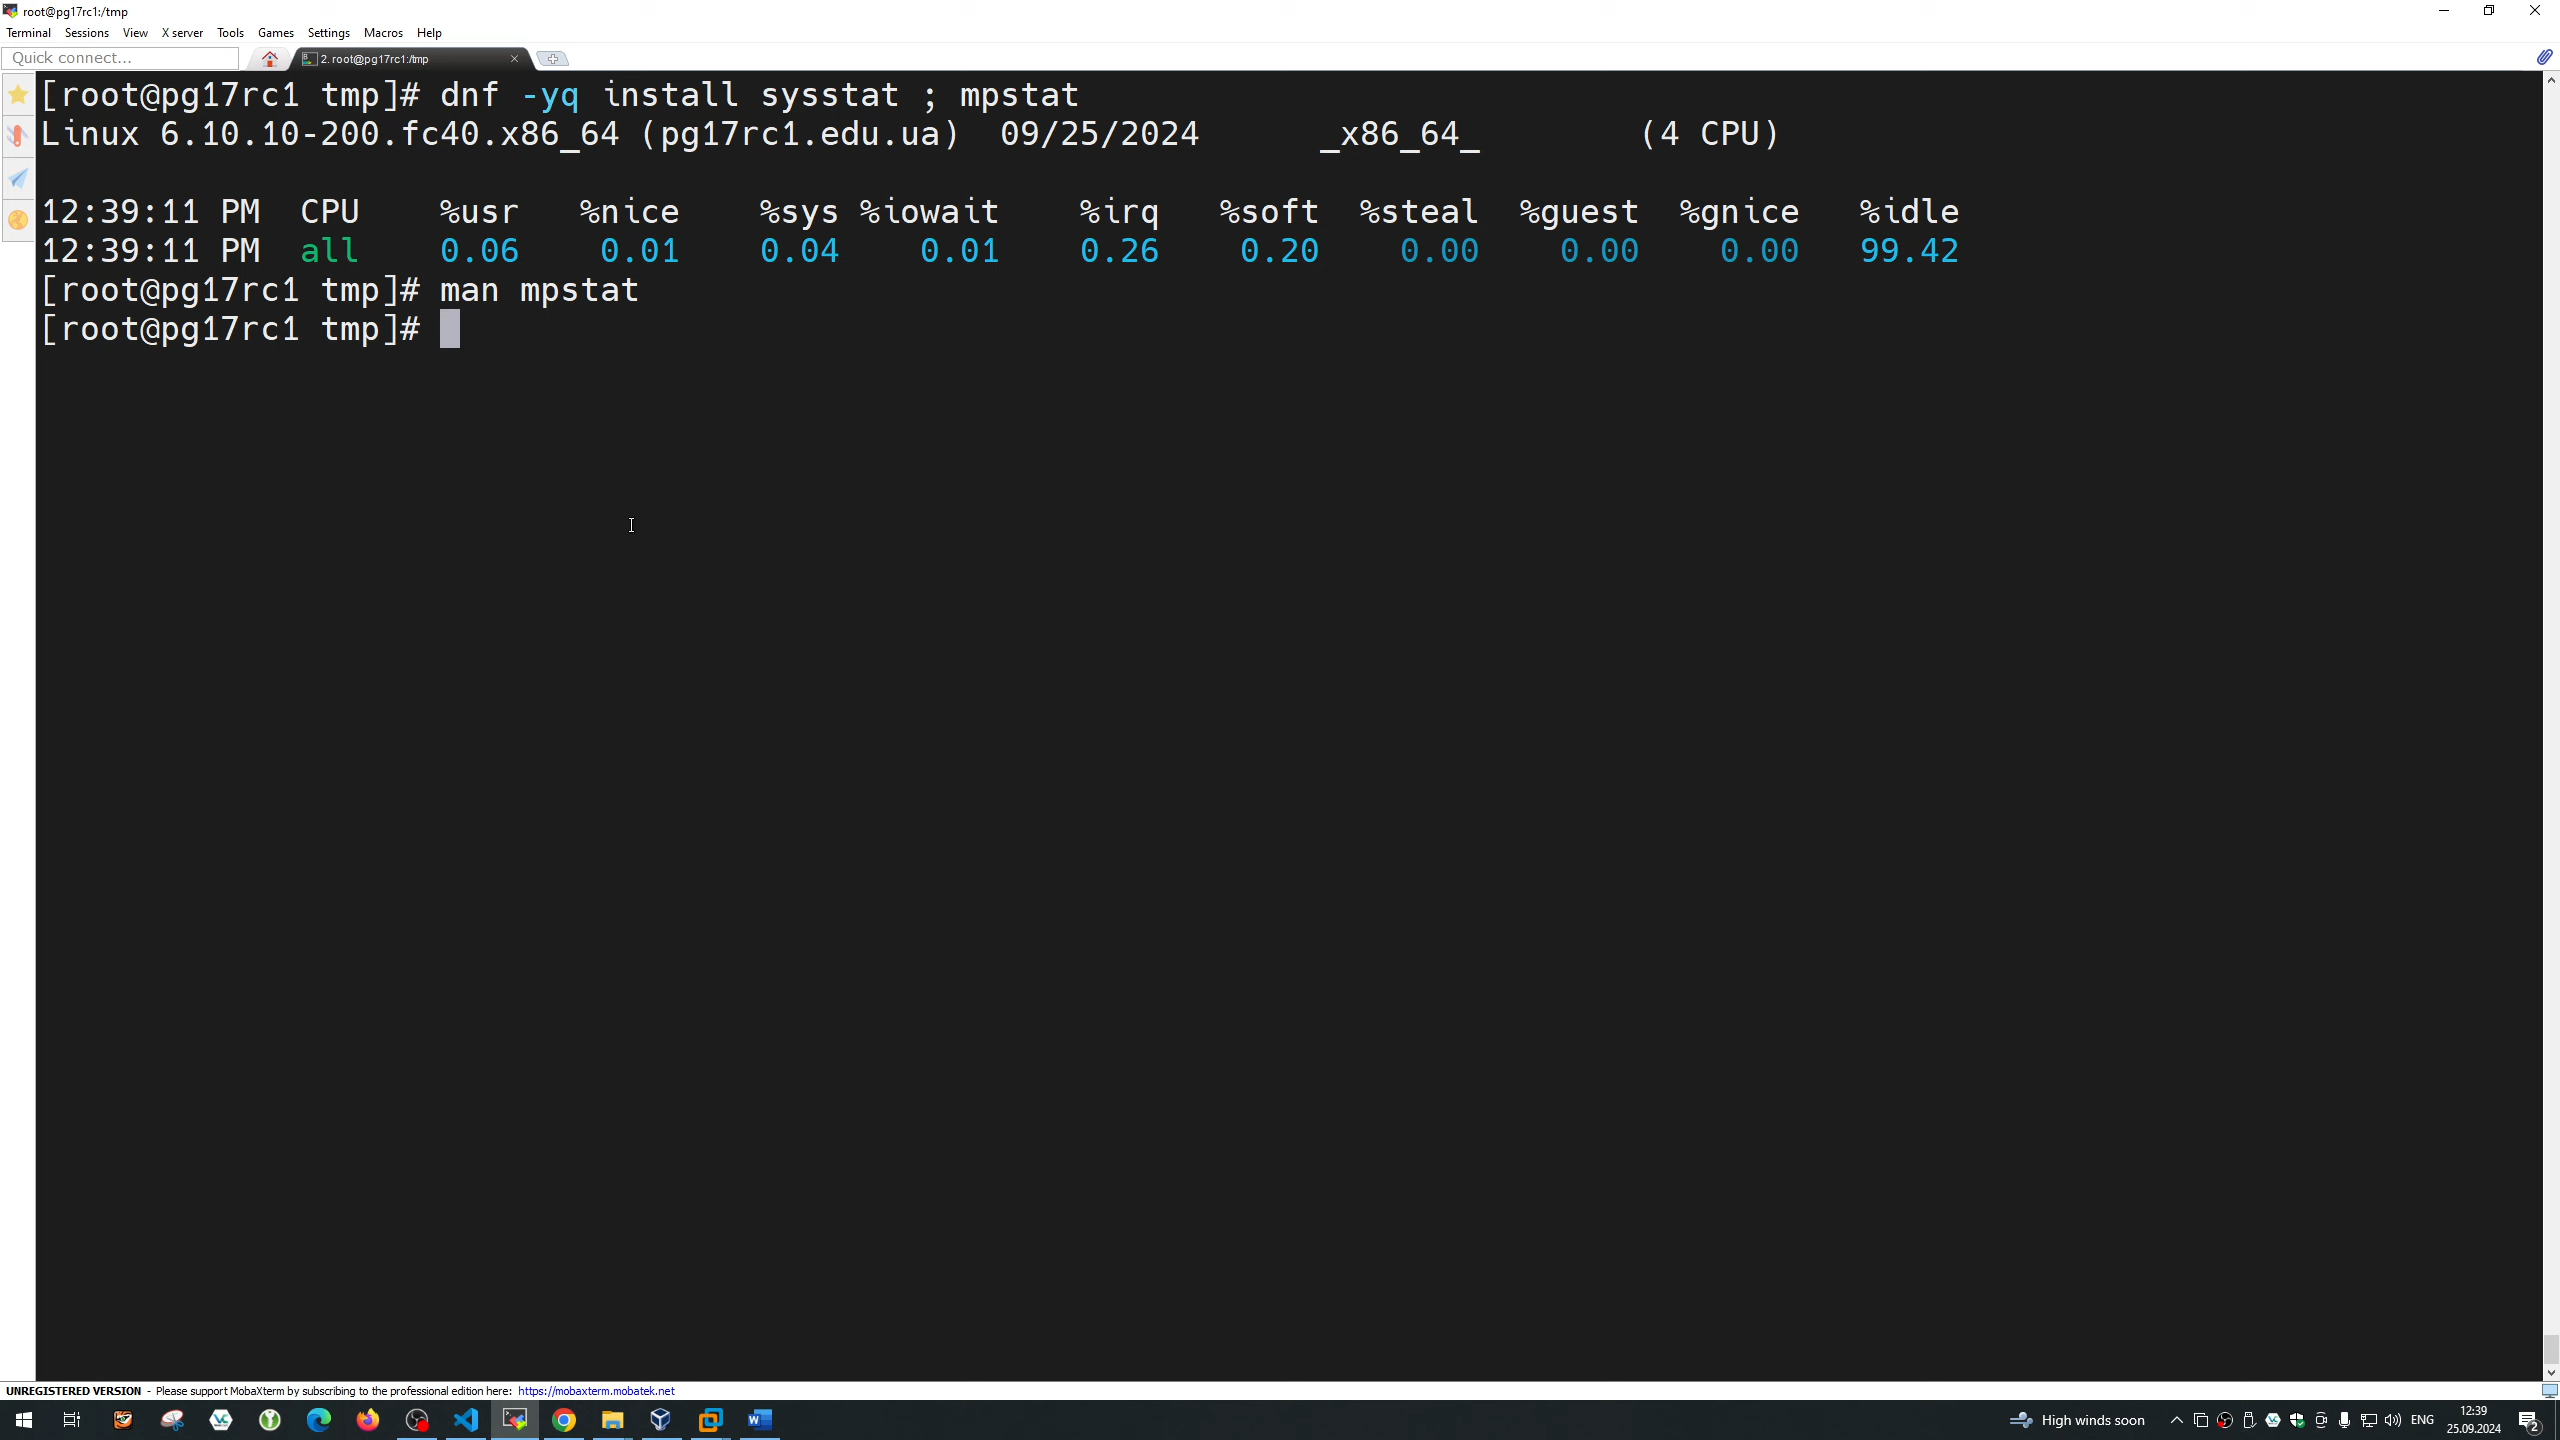 root@pg17rc1:/tmp
Terminal Sessions View X server Tools Games Settings Macros Help
Quick connect... 2. root@pg17rc1:/tmp
[root@pg17rc1 tmp]# dnf -yq install sysstat ; mpstat
Linux 6.10.10-200.fc40.x86_64 (pg17rc1.edu.ua) 09/25/2024 _x86_64_ (4 CPU)
12:39:11 PM CPU %usr %nice %sys %iowait %irq %soft %steal %guest %gnice %idle
12:39:11 PM all 0.06 0.01 0.04 0.01 0.26 0.20 0.00 0.00 0.00 99.42
[root@pg17rc1 tmp]# man mpstat
[root@pg17rc1 tmp]#
UNREGISTERED VERSION - Please support MobaXterm by subscribing to the professional edition here: https://mobaxterm.mobatek.net
High winds soon ENG 12:39
25.09.2024 2